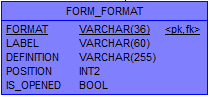 FORM_FORMAT
FORMAT VARCHAR(36) <pk,fk>
LABEL VARCHAR(60)
DEFINITION VARCHAR(255)
POSITION INT2
IS_OPENED BOOL